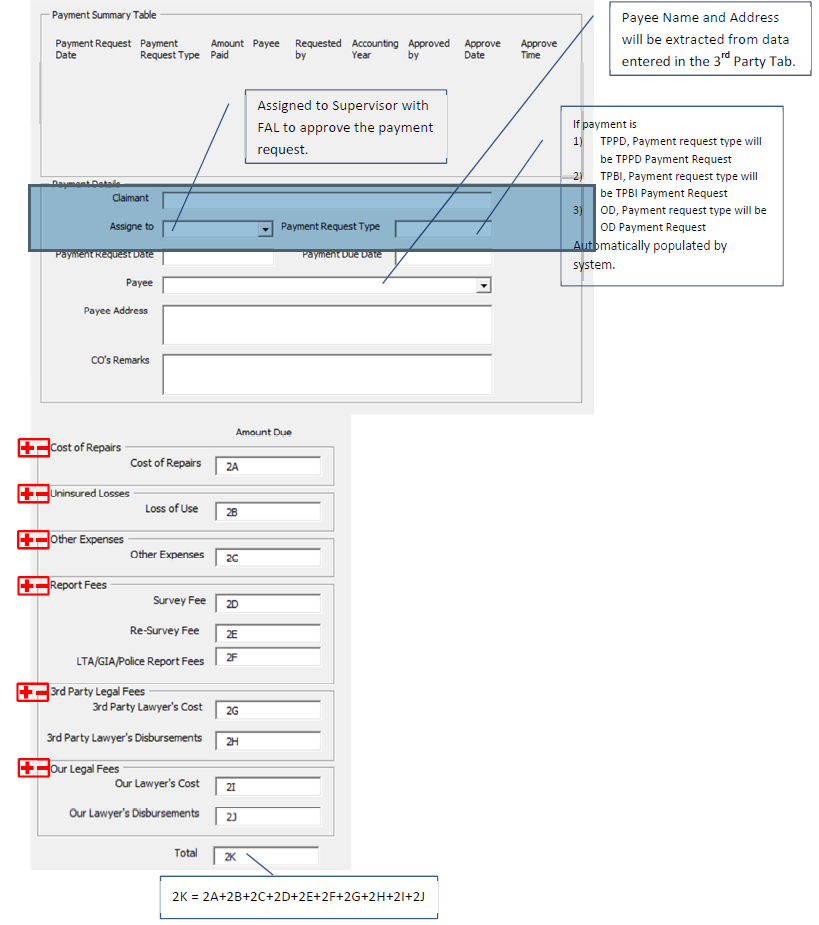 Payment Summary Table
Payment Request Date
Payment Request Type
Amount Paid
Payee
Requested by
Accounting Year
Approved by
Approve Date
Approve Time
Payee Name and Address
will be extracted from data
entered in the 3rd Party Tab.
Assigned to Supervisor with
FAL to approve the payment
request.
If payment is
1) TPPD, Payment request type will
be TPPD Payment Request
2) TPBI, Payment request type will
be TPBI Payment Request
3) OD, Payment request type will be
OD Payment Request
Automatically populated by
system.
Payment Details
Claimant
Assigne to
Payment Request Type
Payment Request Date
Payment Due Date
Payee
Payee Address
CO's Remarks
Amount Due
Cost of Repairs
Cost of Repairs 2A
Uninsured Losses
Loss of Use 2B
Other Expenses
Other Expenses 2C
Report Fees
Survey Fee 2D
Re-Survey Fee 2E
LTA/GIA/Police Report Fees 2F
3rd Party Legal Fees
3rd Party Lawyer's Cost 2G
3rd Party Lawyer's Disbursements 2H
Our Legal Fees
Our Lawyer's Cost 2I
Our Lawyer's Disbursements 2J
Total 2K
2K = 2A+2B+2C+2D+2E+2F+2G+2H+2I+2J